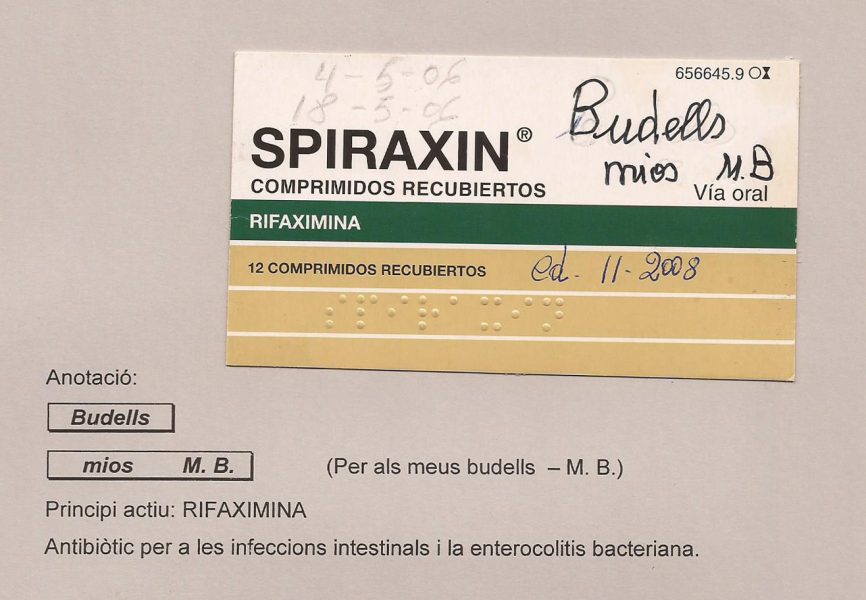 4-5-06
18-5-06
656645.9
Budells
mios M.B
SPIRAXIN®
COMPRIMIDOS RECUBIERTOS
Vía oral
RIFAXIMINA
12 COMPRIMIDOS RECUBIERTOS
cd. 11-2008
Anotació:
Budells
mios M. B.
(Per als meus budells – M. B.)
Principi actiu: RIFAXIMINA
Antibiòtic per a les infeccions intestinals i la enterocolitis bacteriana.